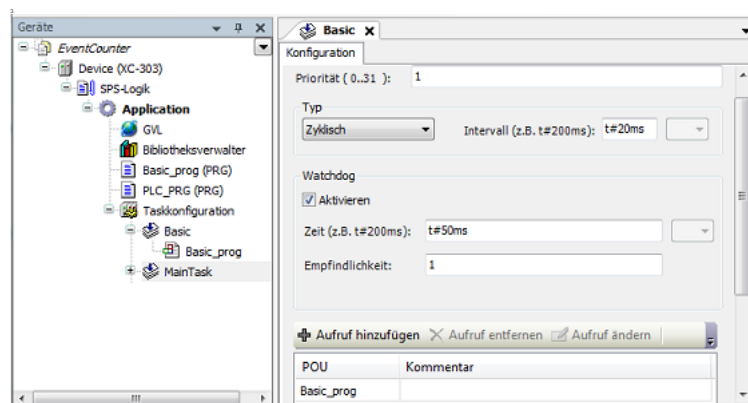 Geräte
EventCounter
Device (XC-303)
SPS-Logik
Application
GVL
Bibliotheksverwalter
Basic_prog (PRG)
PLC_PRG (PRG)
Taskkonfiguration
Basic
Basic_prog
MainTask
Basic
Konfiguration
Priorität ( 0..31 ): 1
Typ
Zyklisch Intervall (z.B. t#200ms): t#20ms
Watchdog
Aktivieren
Zeit (z.B. t#200ms): t#50ms
Empfindlichkeit: 1
Aufruf hinzufügen Aufruf entfernen Aufruf ändern
POU Kommentar
Basic_prog